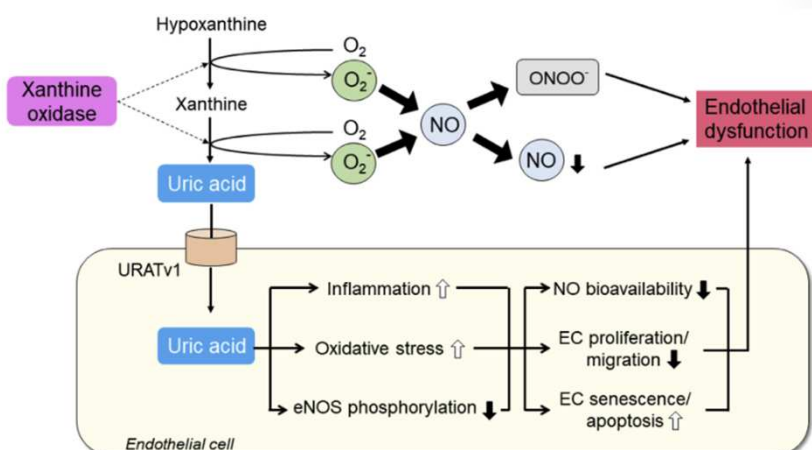 Hypoxanthine
O₂
O₂⁻
Xanthine
oxidase
Xanthine
O₂
O₂⁻
NO
ONOO⁻
NO
Endothelial
dysfunction
Uric acid
URATv1
Uric acid
Inflammation
Oxidative stress
eNOS phosphorylation
NO bioavailability
EC proliferation/
migration
EC senescence/
apoptosis
Endothelial cell